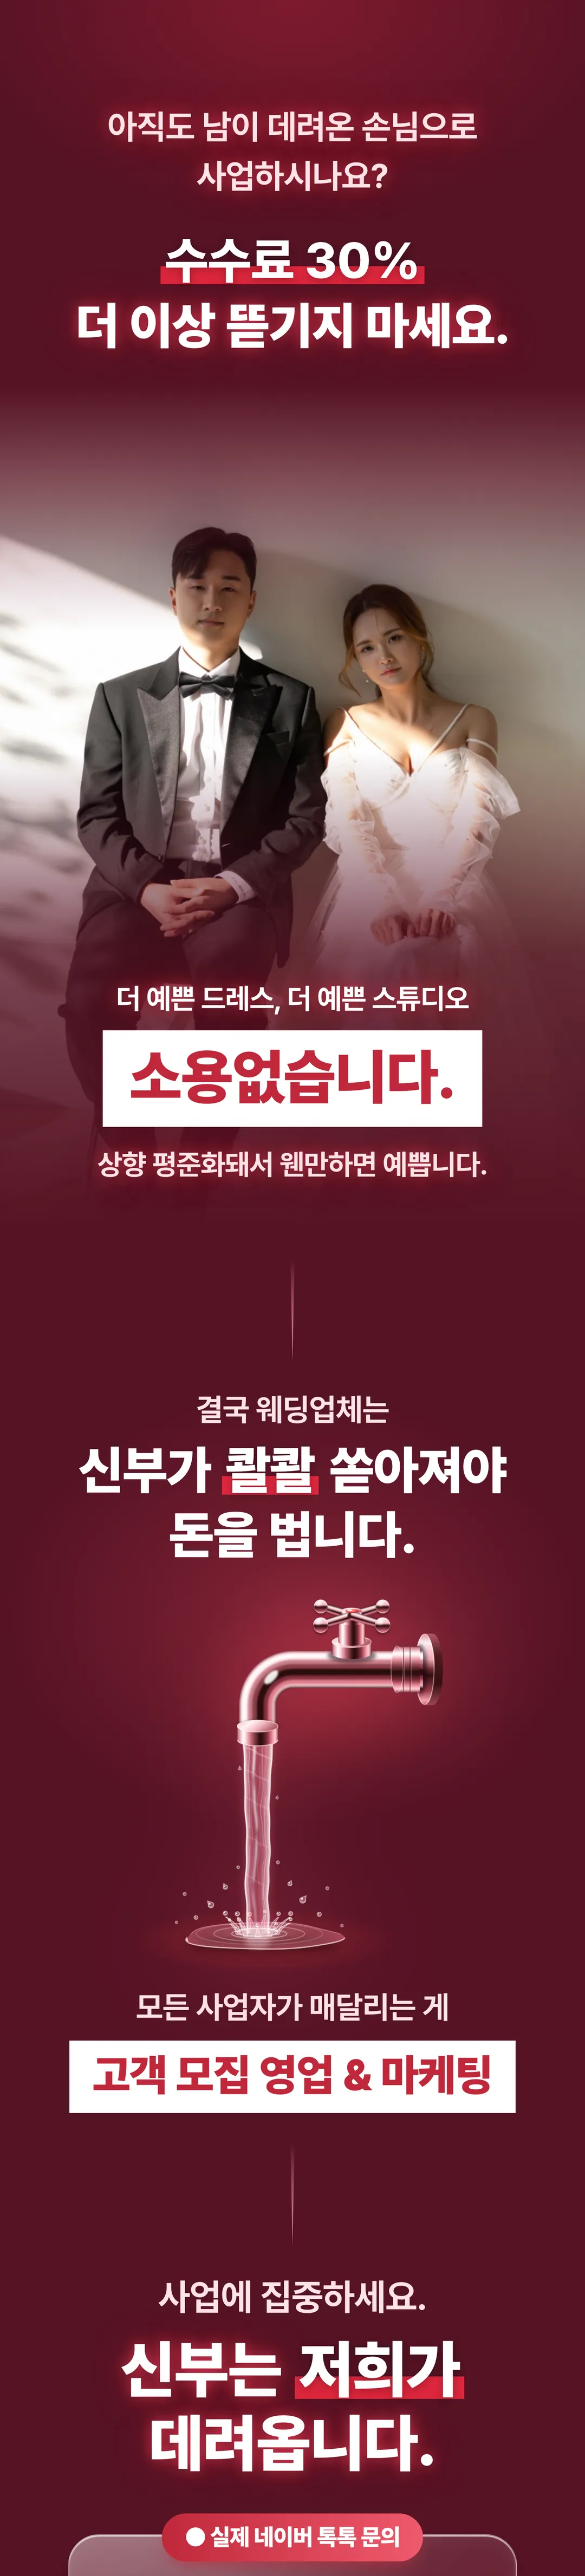 아직도 남이 데려온 손님으로
사업하시나요?
수수료 30%
더 이상 뜯기지 마세요.
더 예쁜 드레스, 더 예쁜 스튜디오
소용없습니다.
상향 평준화돼서 웬만하면 예쁩니다.
결국 웨딩업체는
신부가 콸콸 쏟아져야
돈을 법니다.
모든 사업자가 매달리는 게
고객 모집 영업 & 마케팅
사업에 집중하세요.
신부는 저희가
데려옵니다.
실제 네이버 톡톡 문의